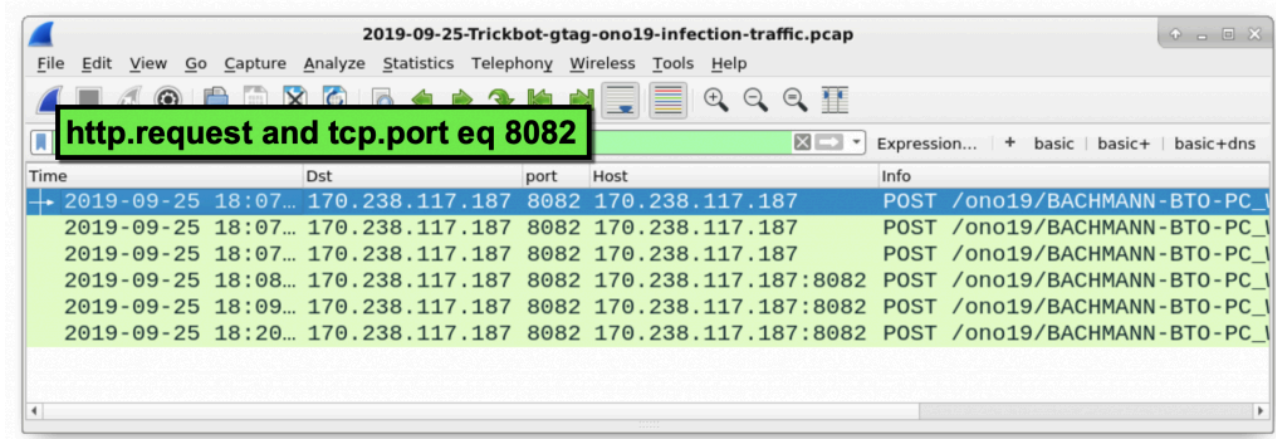 2019-09-25-Trickbot-gtag-ono19-infection-traffic.pcap
File Edit View Go Capture Analyze Statistics Telephony Wireless Tools Help
http.request and tcp.port eq 8082
Expression... + basic basic+ basic+dns
Time Dst port Host Info
2019-09-25 18:07… 170.238.117.187 8082 170.238.117.187 POST /ono19/BACHMANN-BTO-PC_
2019-09-25 18:07… 170.238.117.187 8082 170.238.117.187 POST /ono19/BACHMANN-BTO-PC_
2019-09-25 18:07… 170.238.117.187 8082 170.238.117.187 POST /ono19/BACHMANN-BTO-PC_
2019-09-25 18:08… 170.238.117.187 8082 170.238.117.187:8082 POST /ono19/BACHMANN-BTO-PC_
2019-09-25 18:09… 170.238.117.187 8082 170.238.117.187:8082 POST /ono19/BACHMANN-BTO-PC_
2019-09-25 18:20… 170.238.117.187 8082 170.238.117.187:8082 POST /ono19/BACHMANN-BTO-PC_